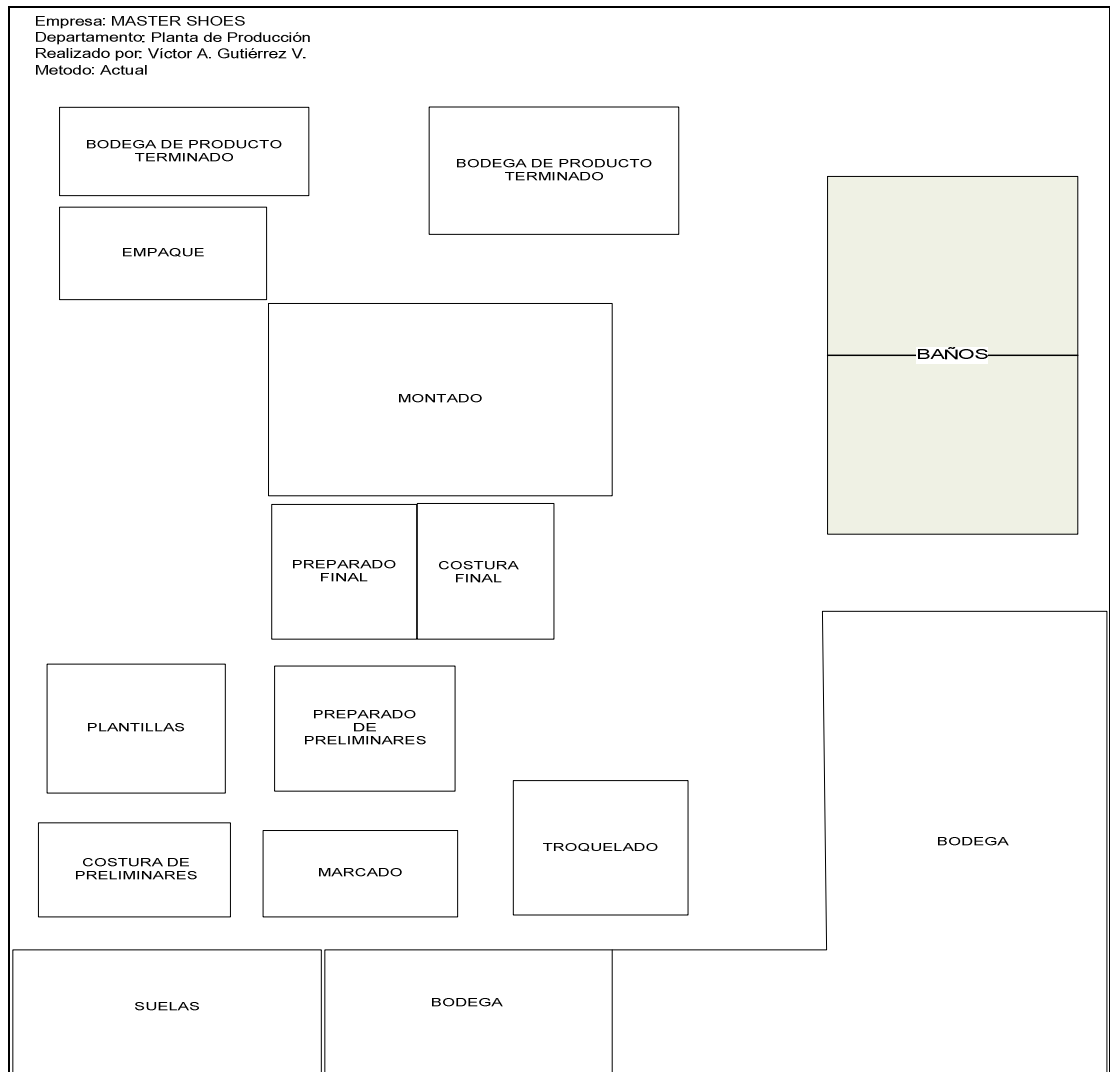 Empresa: MASTER SHOES
Departamento: Planta de Producción
Realizado por: Víctor A. Gutiérrez V.
Metodo: Actual
BODEGA DE PRODUCTO
TERMINADO
BODEGA DE PRODUCTO
TERMINADO
EMPAQUE
BAÑOS
MONTADO
PREPARADO
FINAL
COSTURA
FINAL
PLANTILLAS
PREPARADO
DE
PRELIMINARES
TROQUELADO
BODEGA
COSTURA DE
PRELIMINARES
MARCADO
SUELAS
BODEGA